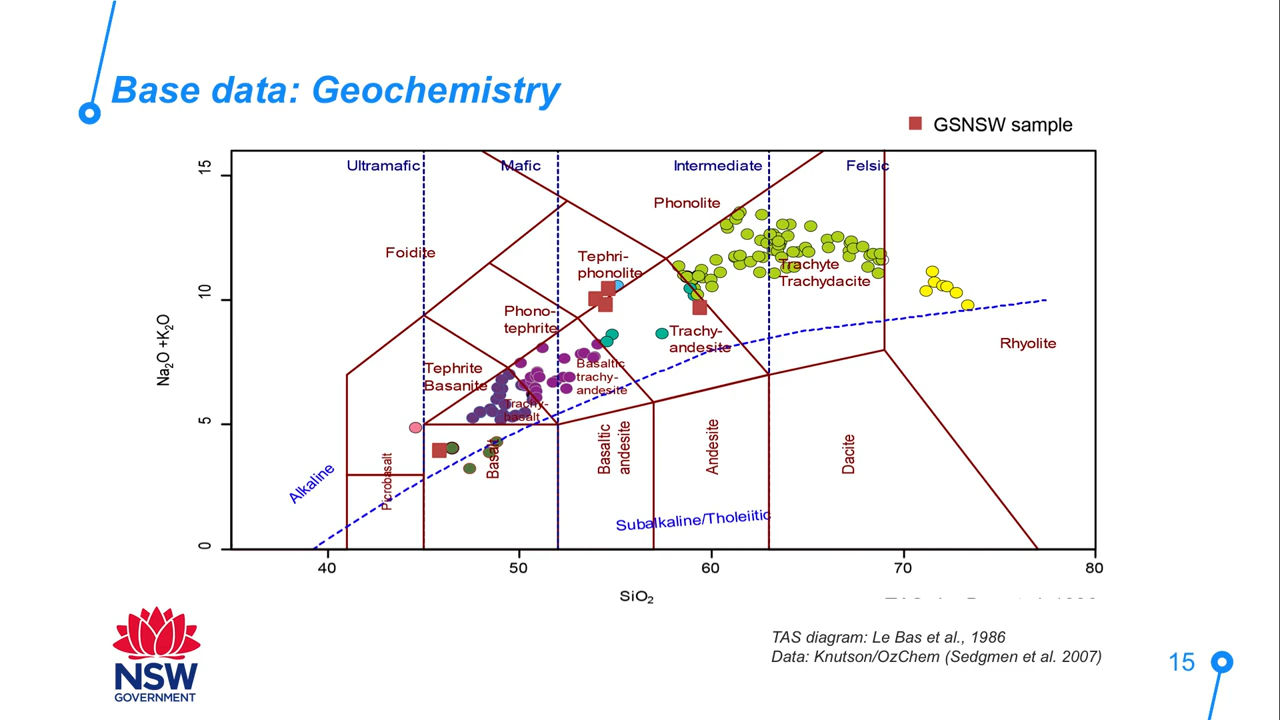 Base data: Geochemistry
GSNSW sample
Ultramafic
Mafic
Intermediate
Felsic
Phonolite
Foidite
Tephri-
phonolite
Trachyte
Trachydacite
Phono-
tephrite
Trachy-
andesite
Rhyolite
Tephrite
Basanite
Basaltic
trachy-
andesite
Trachy-
basalt
Picrobasalt
Basalt
Basaltic
andesite
Andesite
Dacite
Alkaline
Subalkaline/Tholeiitic
Na₂O +K₂O
15
10
5
0
40
50
60
70
80
SiO₂
TAS diagram: Le Bas et al., 1986
Data: Knutson/OzChem (Sedgmen et al. 2007)
NSW
GOVERNMENT
15